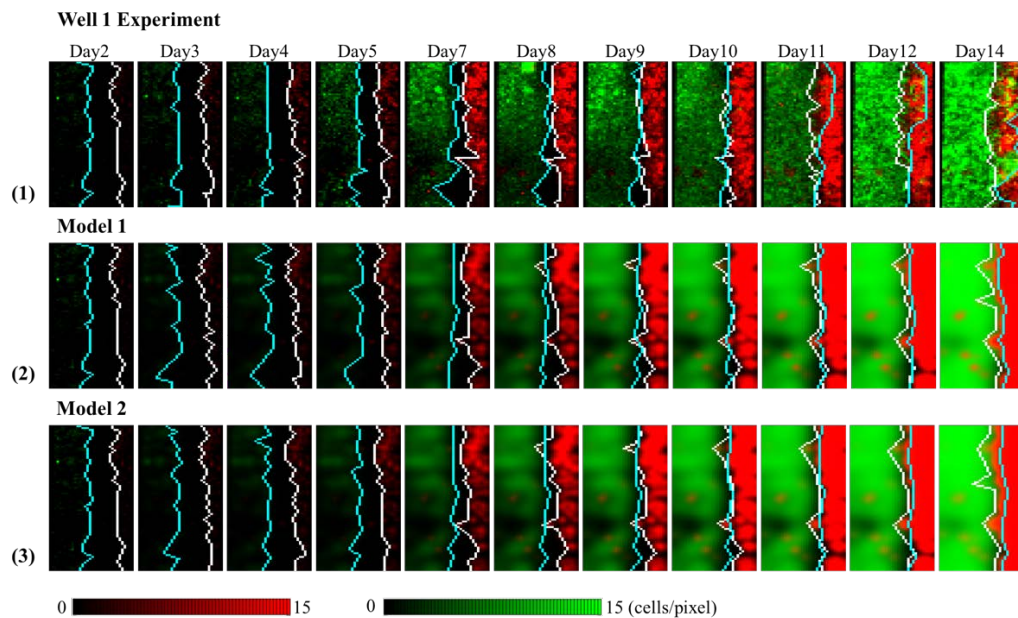 Well 1 Experiment
Day2 Day3 Day4 Day5 Day7 Day8 Day9 Day10 Day11 Day12 Day14
(1)
Model 1
(2)
Model 2
(3)
0 15 0 15 (cells/pixel)